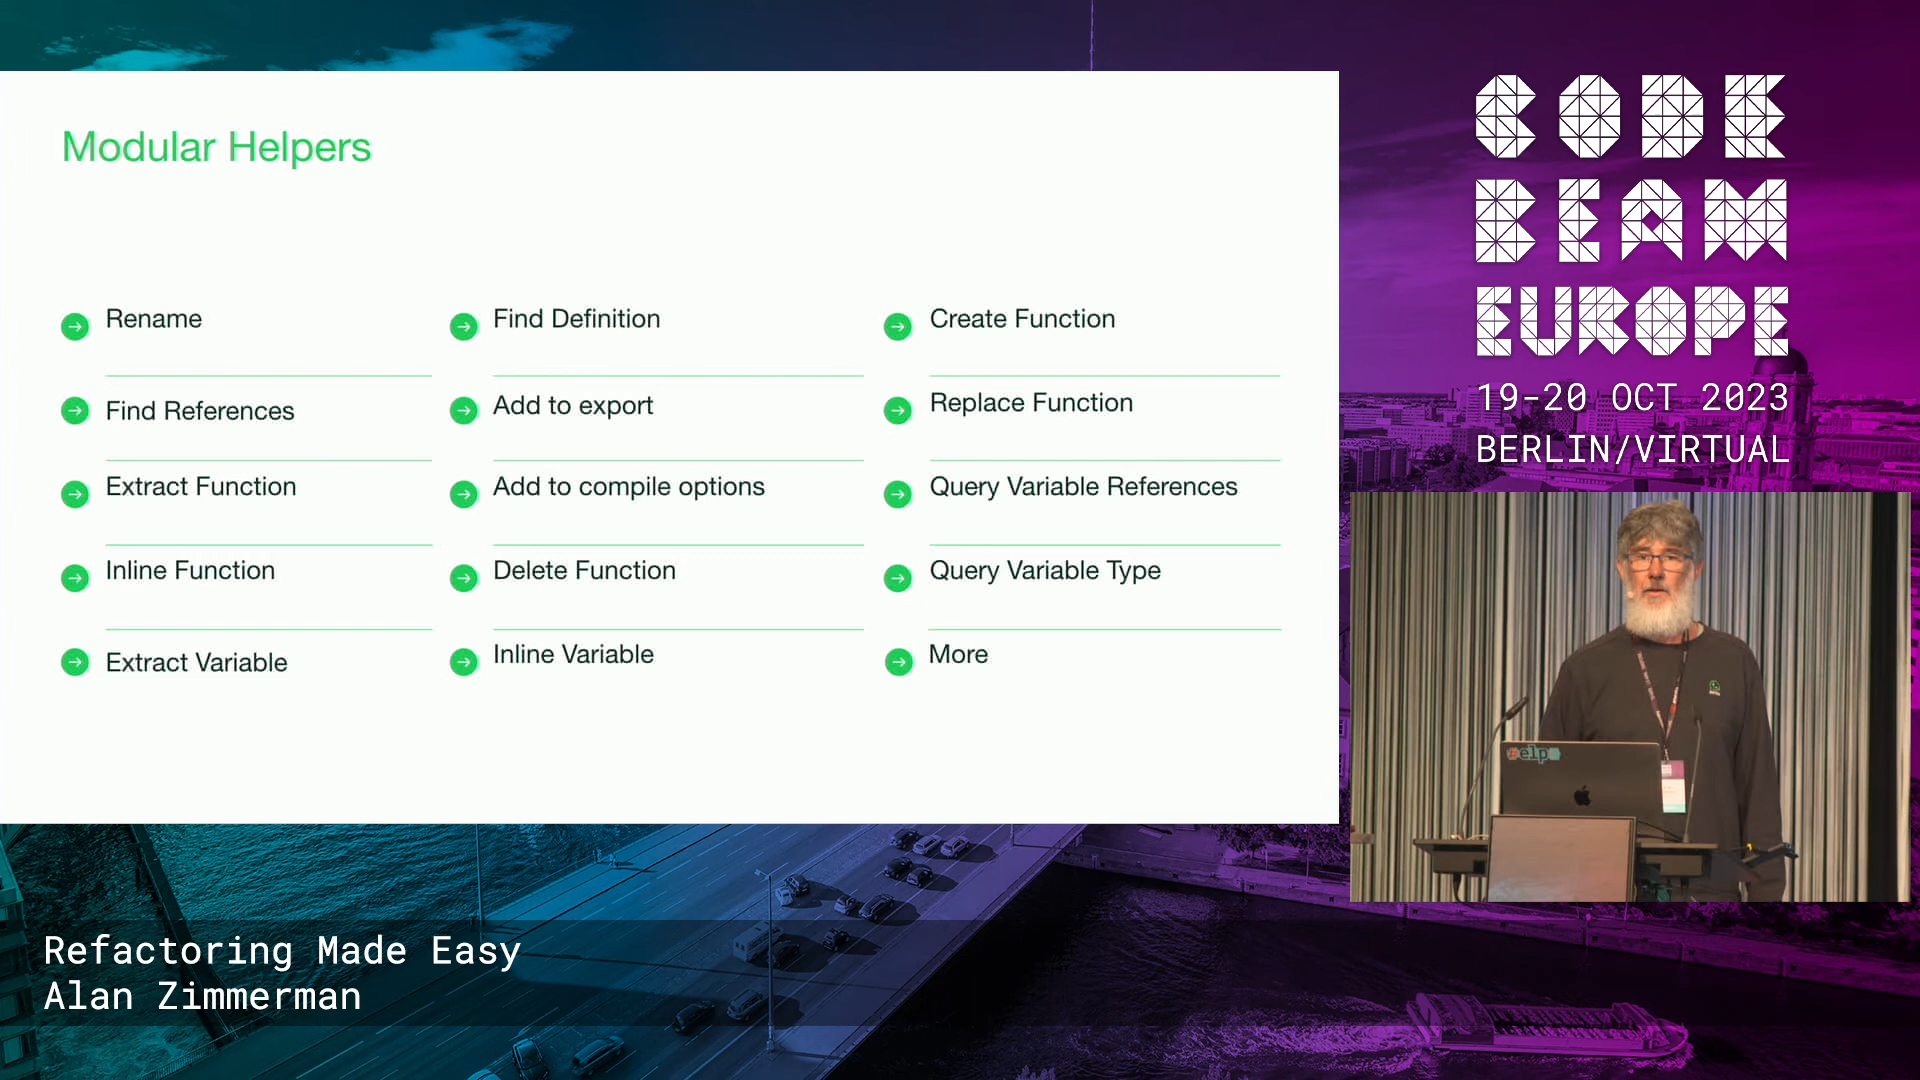 Modular Helpers
Rename
Find References
Extract Function
Inline Function
Extract Variable
Find Definition
Add to export
Add to compile options
Delete Function
Inline Variable
Create Function
Replace Function
Query Variable References
Query Variable Type
More
CODE
BEAM
EUROPE
19-20 OCT 2023
BERLIN/VIRTUAL
elp
Refactoring Made Easy
Alan Zimmerman